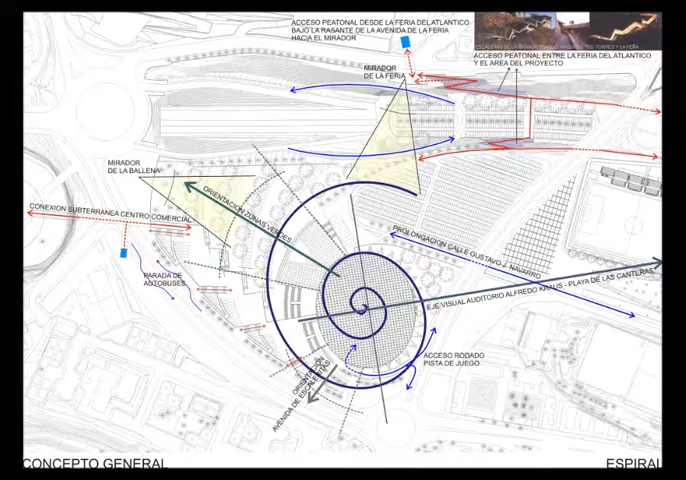 ACCESO PEATONAL DESDE LA FERIA DEL ATLANTICO
BAJO LA RASANTE DE LA AVENIDA DE LA FERIA
HACIA EL MIRADOR
ACCESO PEATONAL ENTRE LA FERIA DEL ATLANTICO
Y EL AREA DEL PROYECTO
MIRADOR
DE LA FERIA
MIRADOR
DE LA BALLENA
ORIENTACION ZONAS VERDES
CONEXION SUBTERRANEA CENTRO COMERCIAL
PROLONGACION CALLE GUSTAVO J. NAVARRO
EJE VISUAL AUDITORIO ALFREDO KRAUS - PLAYA DE LAS CANTERAS
PARADA DE
AUTOBUSES
ACCESO RODADO
PISTA DE JUEGO
ORIENTACION
AVENIDA DE ESCALERITAS
CONCEPTO GENERAL
ESPIRAL